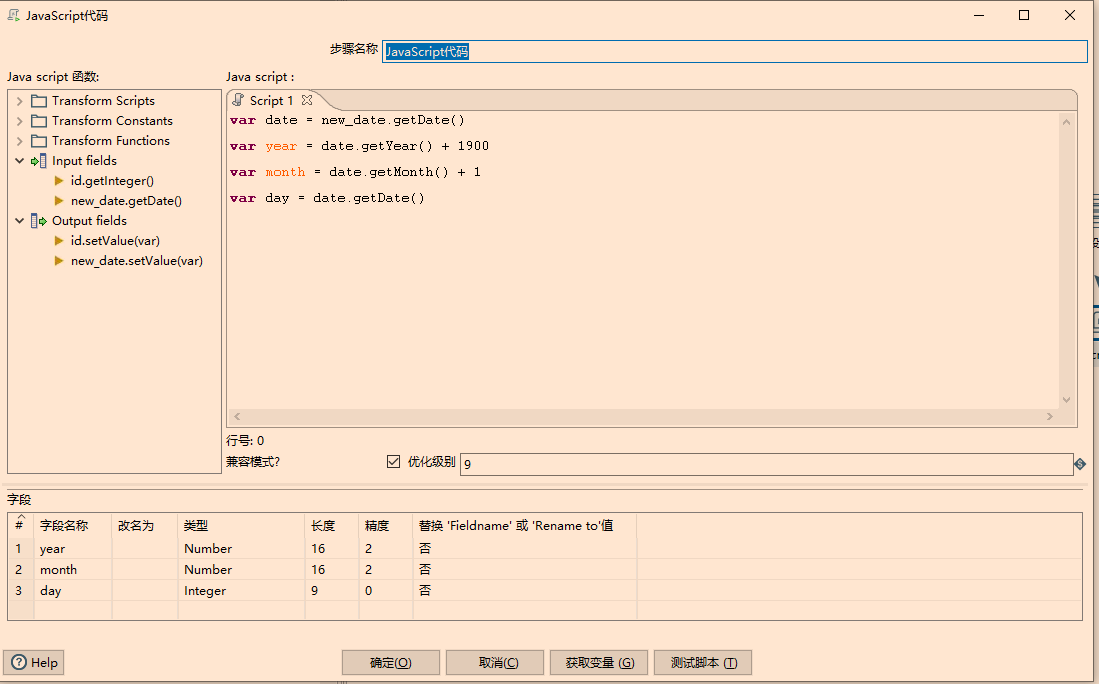 JavaScript代码
步骤名称 JavaScript代码
Java script 函数:
Java script :
Transform Scripts
Transform Constants
Transform Functions
Input fields
id.getInteger()
new_date.getDate()
Output fields
id.setValue(var)
new_date.setValue(var)
Script 1
var date = new_date.getDate()
var year = date.getYear() + 1900
var month = date.getMonth() + 1
var day = date.getDate()
行号: 0
兼容模式? 优化级别 9
字段
# 字段名称 改名为 类型 长度 精度 替换 'Fieldname' 或 'Rename to'值
1 year Number 16 2 否
2 month Number 16 2 否
3 day Integer 9 0 否
Help 确定(O) 取消(C) 获取变量 (G) 测试脚本 (T)